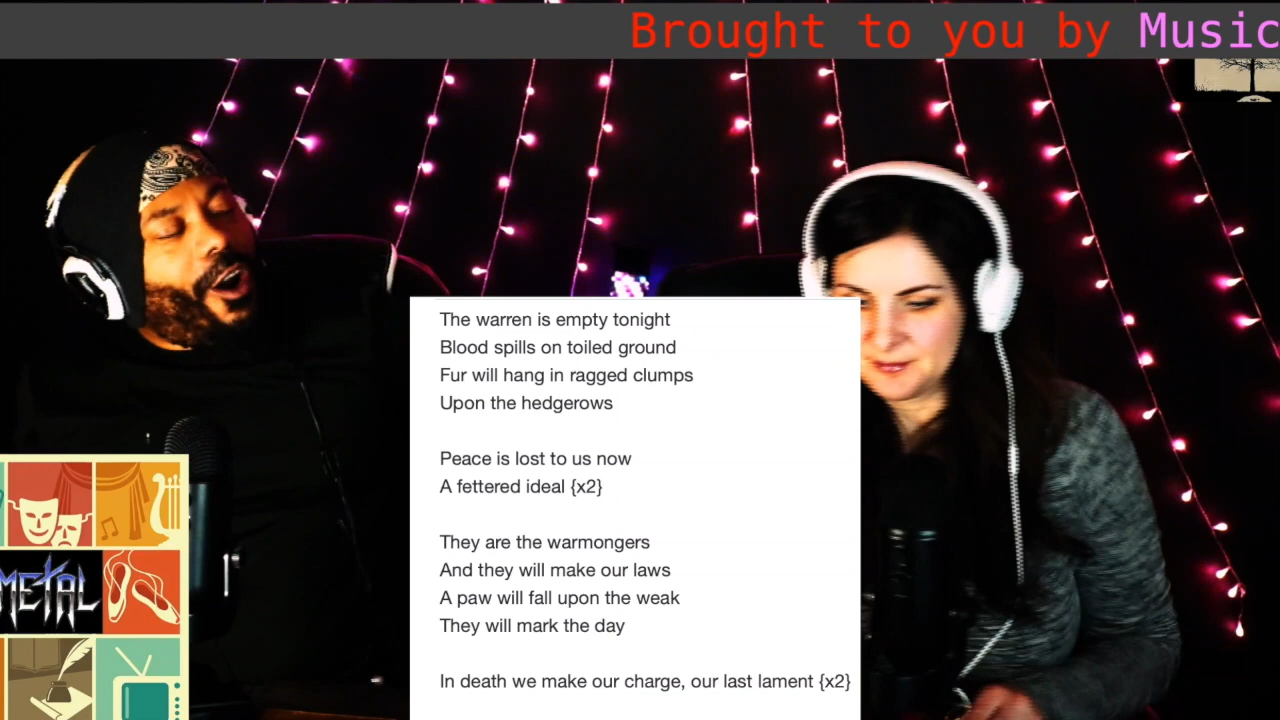 Brought to you by Music
The warren is empty tonight
Blood spills on toiled ground
Fur will hang in ragged clumps
Upon the hedgerows
Peace is lost to us now
A fettered ideal {x2}
They are the warmongers
And they will make our laws
A paw will fall upon the weak
They will mark the day
In death we make our charge, our last lament {x2}
METAL